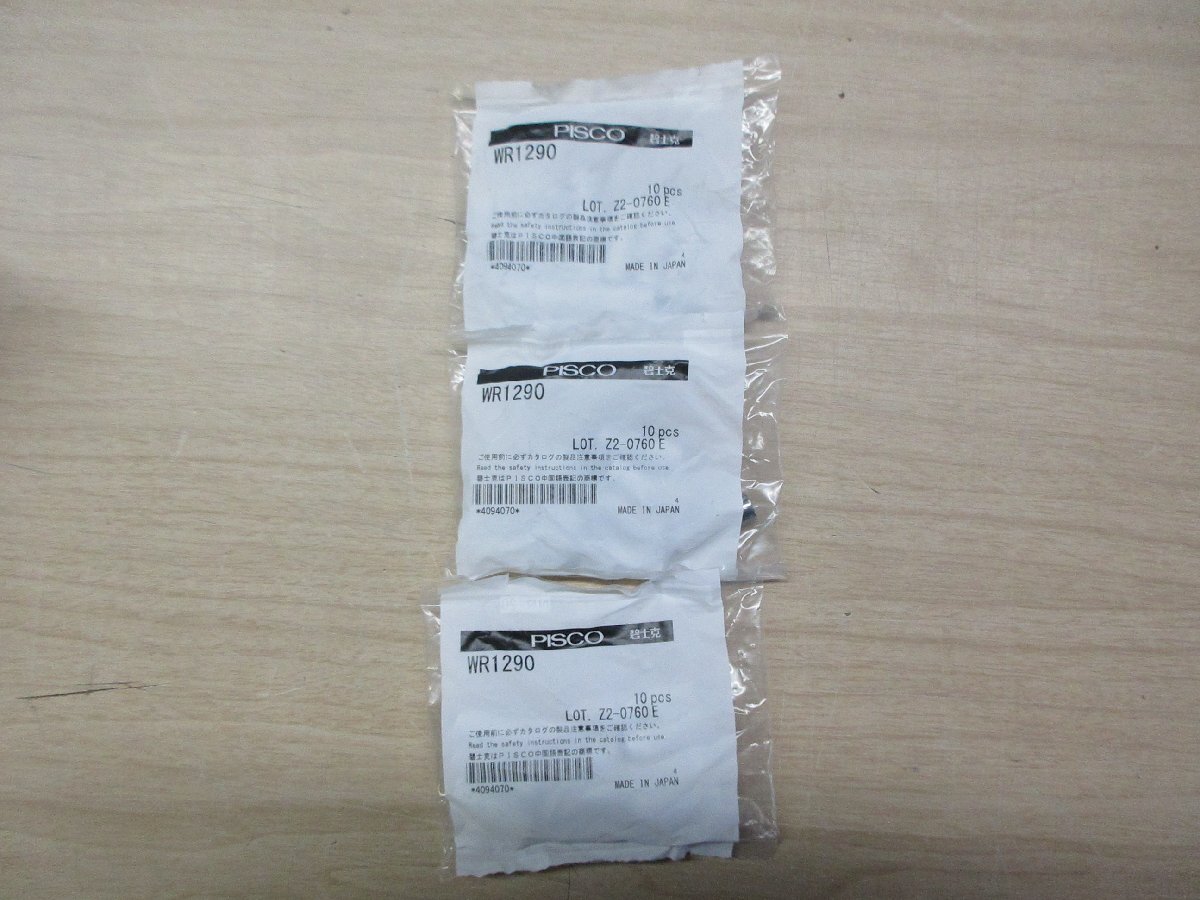 PISCO 碧士克
WR1290
10 pcs
LOT. Z2-0760 E
ご使用前に必ずカタログの製品注意事項をご確認ください。
Read the safety instructions in the catalog before use
碧士克はPISCO中国語表記の商標です。
4
*4094070* MADE IN JAPAN
PISCO 碧士克
WR1290
10 pcs
LOT. Z2-0760 E
ご使用前に必ずカタログの製品注意事項をご確認ください。
Read the safety instructions in the catalog before use
碧士克はPISCO中国語表記の商標です。
4
*4094070* MADE IN JAPAN
PISCO 碧士克
WR1290
10 pcs
LOT. Z2-0760 E
ご使用前に必ずカタログの製品注意事項をご確認ください。
Read the safety instructions in the catalog before use
碧士克はPISCO中国語表記の商標です。
4
*4094070* MADE IN JAPAN